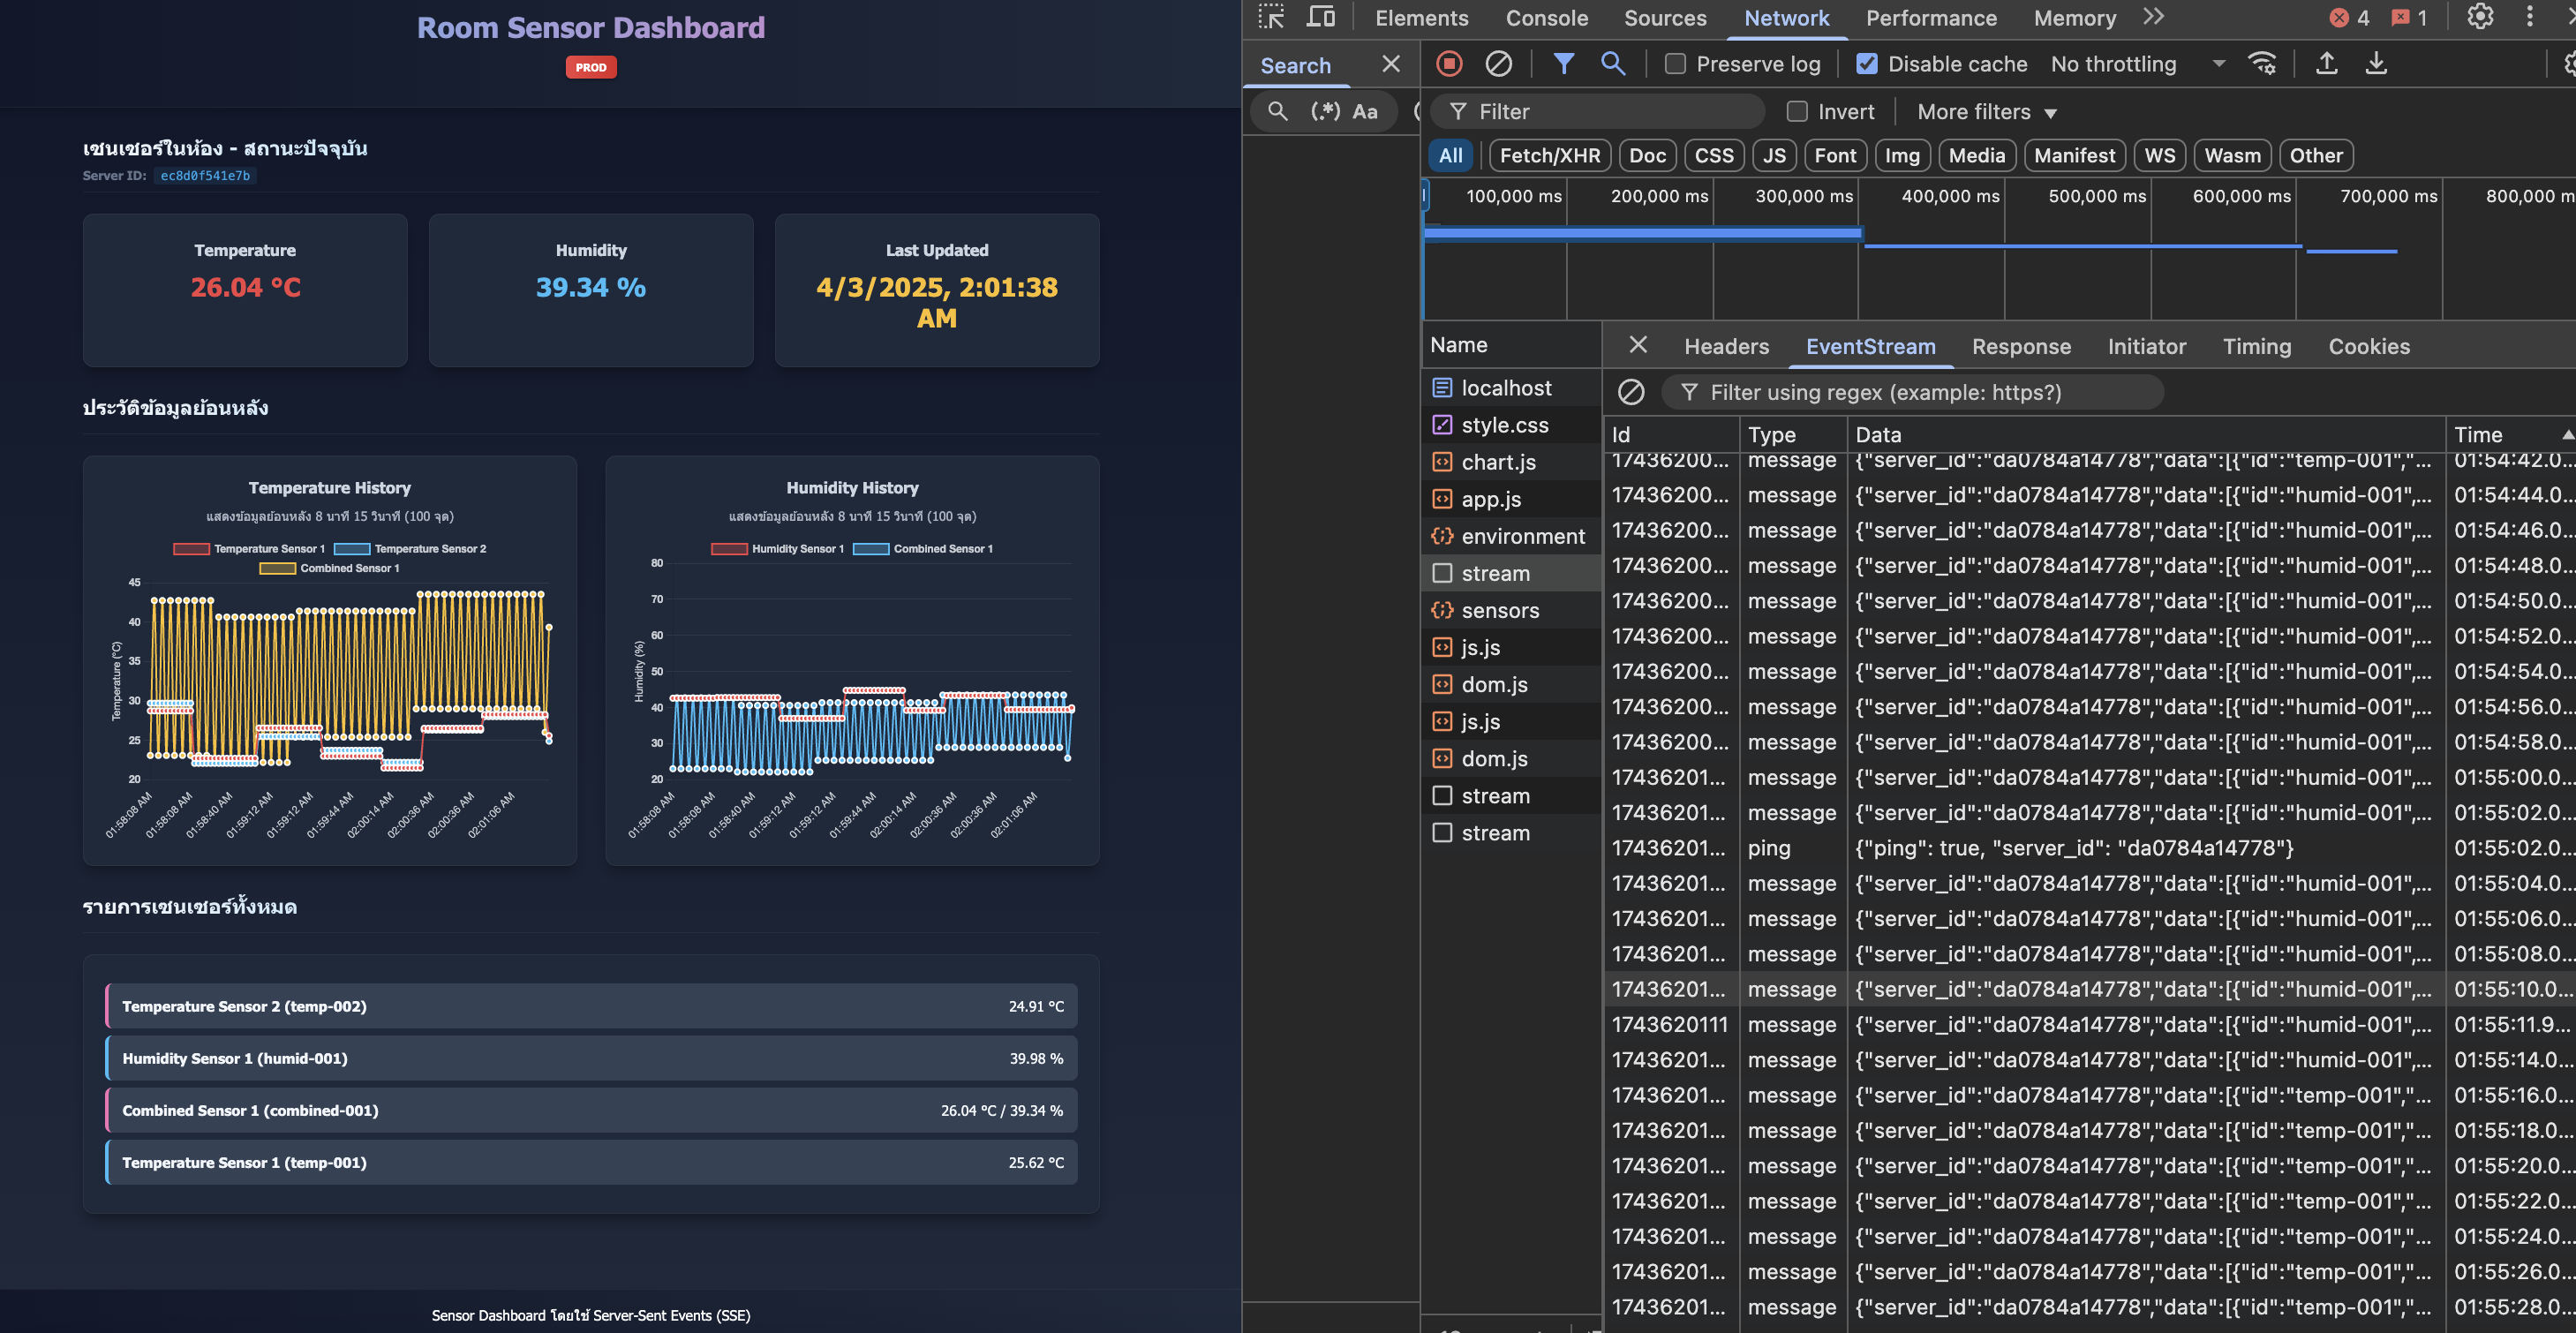 Room Sensor Dashboard
PROD
เซนเซอร์ในห้อง - สถานะปัจจุบัน
Server ID: ec8d0f541e7b
Temperature
26.04 °C
Humidity
39.34 %
Last Updated
4/3/2025, 2:01:38
AM
ประวัติข้อมูลย้อนหลัง
Temperature History
แสดงข้อมูลย้อนหลัง 8 นาที 15 วินาที (100 จุด)
Temperature Sensor 1
Temperature Sensor 2
Combined Sensor 1
Temperature (°C)
45
40
35
30
25
20
01:58:08 AM
01:58:08 AM
01:58:40 AM
01:59:12 AM
01:59:12 AM
01:59:44 AM
02:00:14 AM
02:00:36 AM
02:00:36 AM
02:01:06 AM
Humidity History
แสดงข้อมูลย้อนหลัง 8 นาที 15 วินาที (100 จุด)
Humidity Sensor 1
Combined Sensor 1
Humidity (%)
80
70
60
50
40
30
20
01:58:08 AM
01:58:08 AM
01:58:40 AM
01:59:12 AM
01:59:12 AM
01:59:44 AM
02:00:14 AM
02:00:36 AM
02:00:36 AM
02:01:06 AM
รายการเซนเซอร์ทั้งหมด
Temperature Sensor 2 (temp-002) 24.91 °C
Humidity Sensor 1 (humid-001) 39.98 %
Combined Sensor 1 (combined-001) 26.04 °C / 39.34 %
Temperature Sensor 1 (temp-001) 25.62 °C
Sensor Dashboard โดยใช้ Server-Sent Events (SSE)
Elements Console Sources Network Performance Memory 4 1
Search
(.*) Aa
Preserve log Disable cache No throttling
Filter Invert More filters
All Fetch/XHR Doc CSS JS Font Img Media Manifest WS Wasm Other
100,000 ms 200,000 ms 300,000 ms 400,000 ms 500,000 ms 600,000 ms 700,000 ms 800,000 m
Name
localhost
style.css
chart.js
app.js
environment
stream
sensors
js.js
dom.js
js.js
dom.js
stream
stream
Headers EventStream Response Initiator Timing Cookies
Filter using regex (example: https?)
Id Type Data Time
17436200... message {"server_id":"da0784a14778","data":[{"id":"temp-001","... 01:54:42.0...
17436200... message {"server_id":"da0784a14778","data":[{"id":"humid-001",... 01:54:44.0...
17436200... message {"server_id":"da0784a14778","data":[{"id":"humid-001",... 01:54:46.0...
17436200... message {"server_id":"da0784a14778","data":[{"id":"humid-001",... 01:54:48.0...
17436200... message {"server_id":"da0784a14778","data":[{"id":"humid-001",... 01:54:50.0...
17436200... message {"server_id":"da0784a14778","data":[{"id":"humid-001",... 01:54:52.0...
17436200... message {"server_id":"da0784a14778","data":[{"id":"humid-001",... 01:54:54.0...
17436200... message {"server_id":"da0784a14778","data":[{"id":"humid-001",... 01:54:56.0...
17436200... message {"server_id":"da0784a14778","data":[{"id":"humid-001",... 01:54:58.0...
17436201... message {"server_id":"da0784a14778","data":[{"id":"humid-001",... 01:55:00.0...
17436201... message {"server_id":"da0784a14778","data":[{"id":"humid-001",... 01:55:02.0...
17436201... ping {"ping": true, "server_id": "da0784a14778"} 01:55:02.0...
17436201... message {"server_id":"da0784a14778","data":[{"id":"humid-001",... 01:55:04.0...
17436201... message {"server_id":"da0784a14778","data":[{"id":"humid-001",... 01:55:06.0...
17436201... message {"server_id":"da0784a14778","data":[{"id":"humid-001",... 01:55:08.0...
17436201... message {"server_id":"da0784a14778","data":[{"id":"humid-001",... 01:55:10.0...
1743620111 message {"server_id":"da0784a14778","data":[{"id":"humid-001",... 01:55:11.9...
17436201... message {"server_id":"da0784a14778","data":[{"id":"humid-001",... 01:55:14.0...
17436201... message {"server_id":"da0784a14778","data":[{"id":"temp-001","... 01:55:16.0...
17436201... message {"server_id":"da0784a14778","data":[{"id":"temp-001","... 01:55:18.0...
17436201... message {"server_id":"da0784a14778","data":[{"id":"temp-001","... 01:55:20.0...
17436201... message {"server_id":"da0784a14778","data":[{"id":"temp-001","... 01:55:22.0...
17436201... message {"server_id":"da0784a14778","data":[{"id":"temp-001","... 01:55:24.0...
17436201... message {"server_id":"da0784a14778","data":[{"id":"temp-001","... 01:55:26.0...
17436201... message {"server_id":"da0784a14778","data":[{"id":"temp-001","... 01:55:28.0...